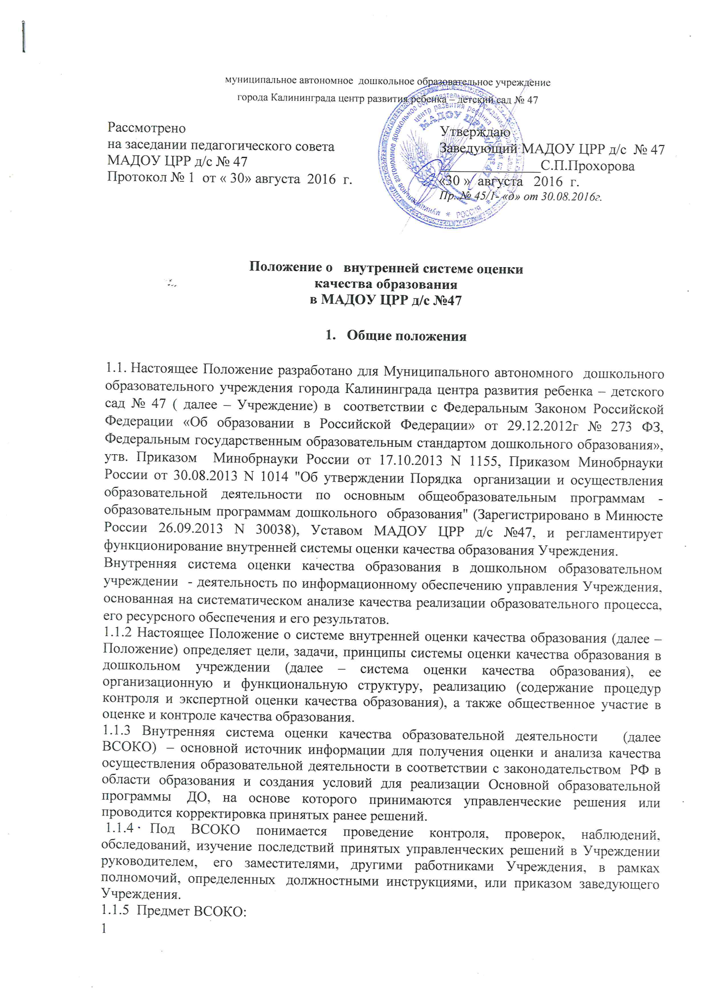 муниципальное автономное дошкольное образовательное учреждение
города Калининграда центр развития ребенка – детский сад № 47
Рассмотрено
на заседании педагогического совета
МАДОУ ЦРР д/с № 47
Протокол № 1 от « 30» августа 2016 г.
Утверждаю
Заведующий МАДОУ ЦРР д/с № 47
______________С.П.Прохорова
«30 » августа 2016 г.
Пр. № 45/1- «д» от 30.08.2016г.
центр развития ребенка
МАДОУ ЦРР
РОССИЯ
Положение о внутренней системе оценки
качества образования
в МАДОУ ЦРР д/с №47
1. Общие положения
1.1. Настоящее Положение разработано для Муниципального автономного дошкольного
образовательного учреждения города Калининграда центра развития ребенка – детского
сад № 47 ( далее – Учреждение) в соответствии с Федеральным Законом Российской
Федерации «Об образовании в Российской Федерации» от 29.12.2012г № 273 ФЗ,
Федеральным государственным образовательным стандартом дошкольного образования»,
утв. Приказом Минобрнауки России от 17.10.2013 N 1155, Приказом Минобрнауки
России от 30.08.2013 N 1014 "Об утверждении Порядка организации и осуществления
образовательной деятельности по основным общеобразовательным программам -
образовательным программам дошкольного образования" (Зарегистрировано в Минюсте
России 26.09.2013 N 30038), Уставом МАДОУ ЦРР д/с №47, и регламентирует
функционирование внутренней системы оценки качества образования Учреждения.
Внутренняя система оценки качества образования в дошкольном образовательном
учреждении - деятельность по информационному обеспечению управления Учреждения,
основанная на систематическом анализе качества реализации образовательного процесса,
его ресурсного обеспечения и его результатов.
1.1.2 Настоящее Положение о системе внутренней оценки качества образования (далее –
Положение) определяет цели, задачи, принципы системы оценки качества образования в
дошкольном учреждении (далее – система оценки качества образования), ее
организационную и функциональную структуру, реализацию (содержание процедур
контроля и экспертной оценки качества образования), а также общественное участие в
оценке и контроле качества образования.
1.1.3 Внутренняя система оценки качества образовательной деятельности (далее
ВСОКО) – основной источник информации для получения оценки и анализа качества
осуществления образовательной деятельности в соответствии с законодательством РФ в
области образования и создания условий для реализации Основной образовательной
программы ДО, на основе которого принимаются управленческие решения или
проводится корректировка принятых ранее решений.
1.1.4 Под ВСОКО понимается проведение контроля, проверок, наблюдений,
обследований, изучение последствий принятых управленческих решений в Учреждении
руководителем, его заместителями, другими работниками Учреждения, в рамках
полномочий, определенных должностными инструкциями, или приказом заведующего
Учреждения.
1.1.5 Предмет ВСОКО:
1